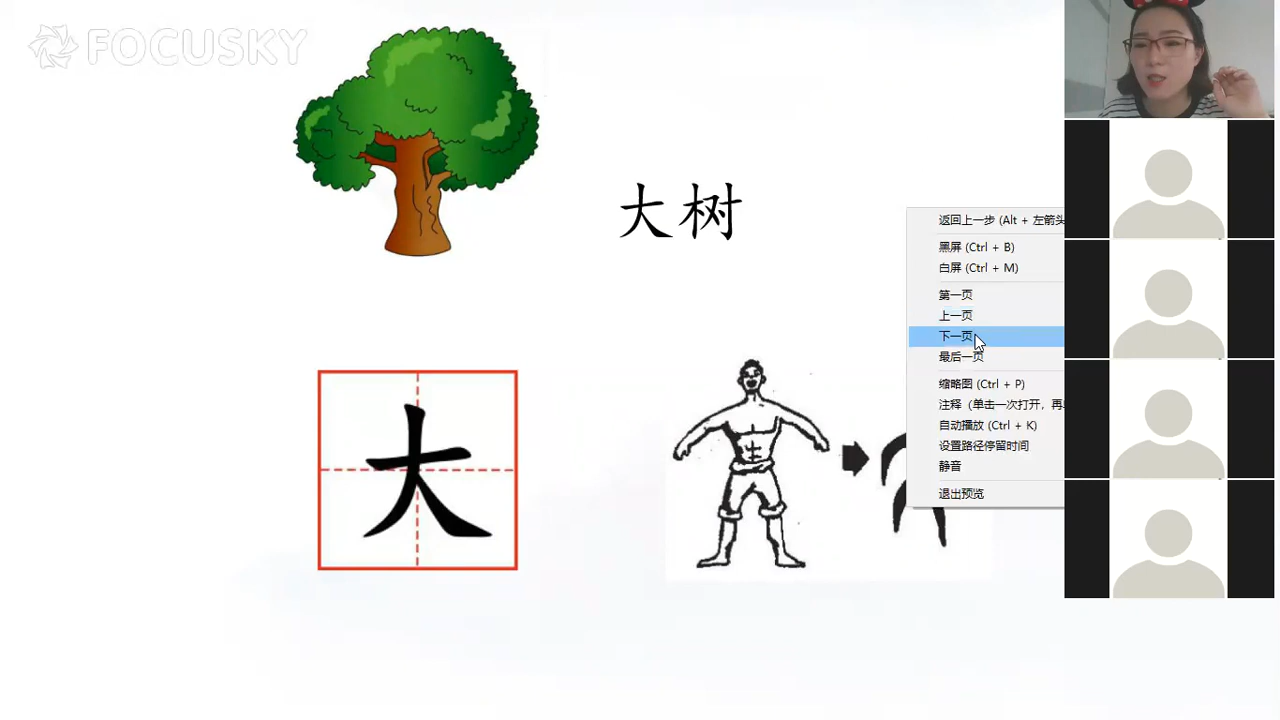 FOCUSKY
大树
大
返回上一步 (Alt + 左箭头
黑屏 (Ctrl + B)
白屏 (Ctrl + M)
第一页
上一页
下一页
最后一页
缩略图 (Ctrl + P)
注释（单击一次打开，再
自动播放 (Ctrl + K)
设置路径停留时间
静音
退出预览